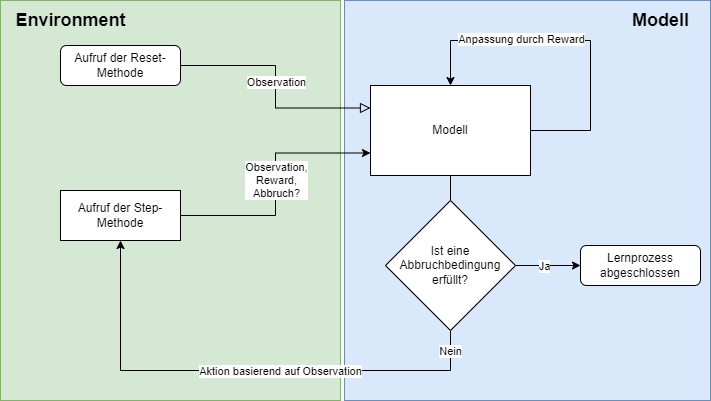 Environment
Modell
Aufruf der Reset-
Methode
Observation
Anpassung durch Reward
Modell
Observation,
Reward,
Abbruch?
Aufruf der Step-
Methode
Ist eine
Abbruchbedingung
erfüllt?
Ja
Lernprozess
abgeschlossen
Nein
Aktion basierend auf Observation